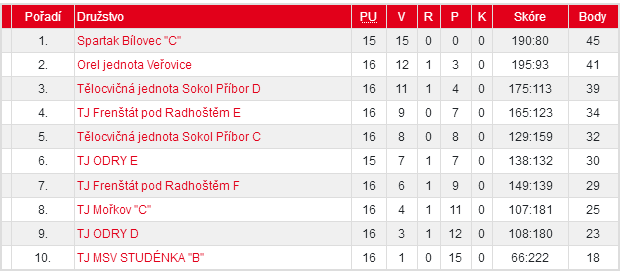 Pořadí Družstvo PU V R P K Skóre Body
1. Spartak Bílovec "C" 15 15 0 0 0 190:80 45
2. Orel jednota Veřovice 16 12 1 3 0 195:93 41
3. Tělocvičná jednota Sokol Příbor D 16 11 1 4 0 175:113 39
4. TJ Frenštát pod Radhoštěm E 16 9 0 7 0 165:123 34
5. Tělocvičná jednota Sokol Příbor C 16 8 0 8 0 129:159 32
6. TJ ODRY E 15 7 1 7 0 138:132 30
7. TJ Frenštát pod Radhoštěm F 16 6 1 9 0 149:139 29
8. TJ Mořkov "C" 16 4 1 11 0 107:181 25
9. TJ ODRY D 16 3 1 12 0 108:180 23
10. TJ MSV STUDÉNKA "B" 16 1 0 15 0 66:222 18